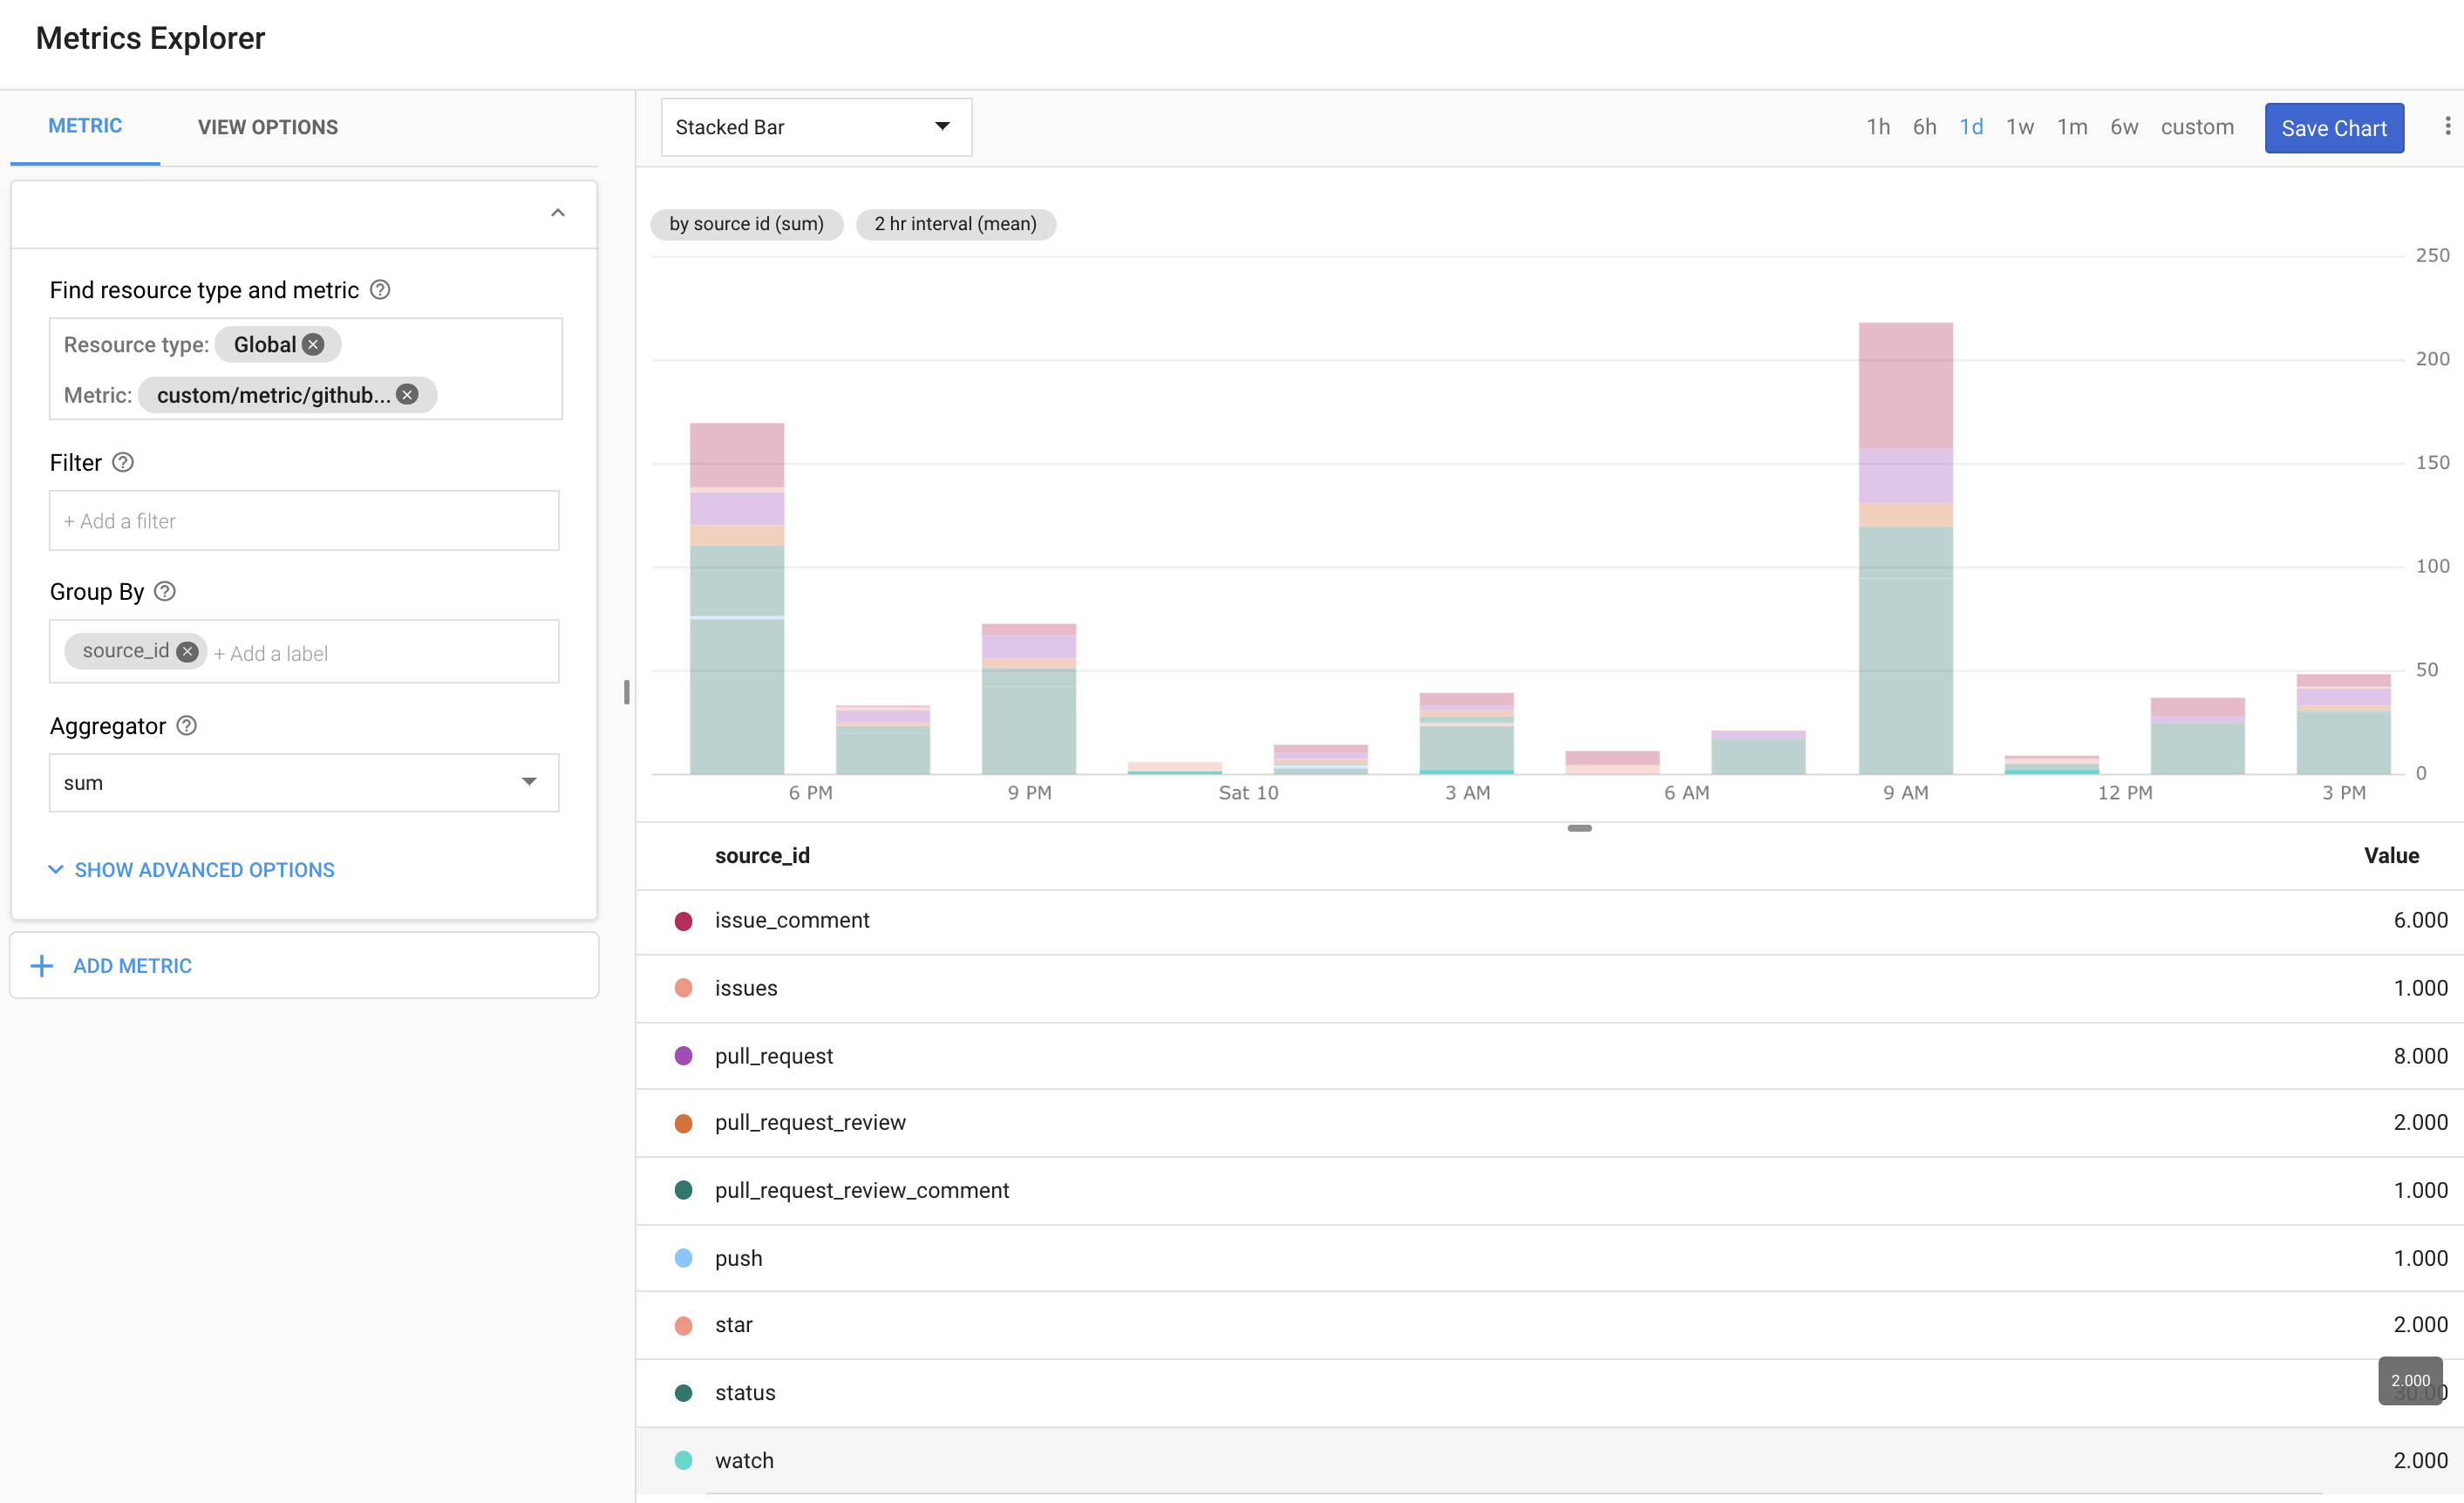 Metrics Explorer
METRIC VIEW OPTIONS
Find resource type and metric
Resource type: Global
Metric: custom/metric/github...
Filter
+ Add a filter
Group By
source_id + Add a label
Aggregator
sum
SHOW ADVANCED OPTIONS
ADD METRIC
Stacked Bar 1h 6h 1d 1w 1m 6w custom Save Chart
by source id (sum) 2 hr interval (mean)
250
200
150
100
50
0
6 PM 9 PM Sat 10 3 AM 6 AM 9 AM 12 PM 3 PM
source_id Value
issue_comment 6.000
issues 1.000
pull_request 8.000
pull_request_review 2.000
pull_request_review_comment 1.000
push 1.000
star 2.000
2.000
status
watch 2.000